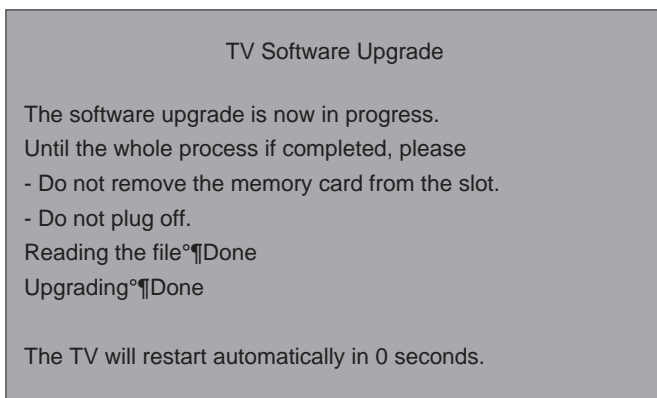 TV Software Upgrade
The software upgrade is now in progress.
Until the whole process if completed, please
- Do not remove the memory card from the slot.
- Do not plug off.
Reading the file°¶Done
Upgrading°¶Done
The TV will restart automatically in 0 seconds.